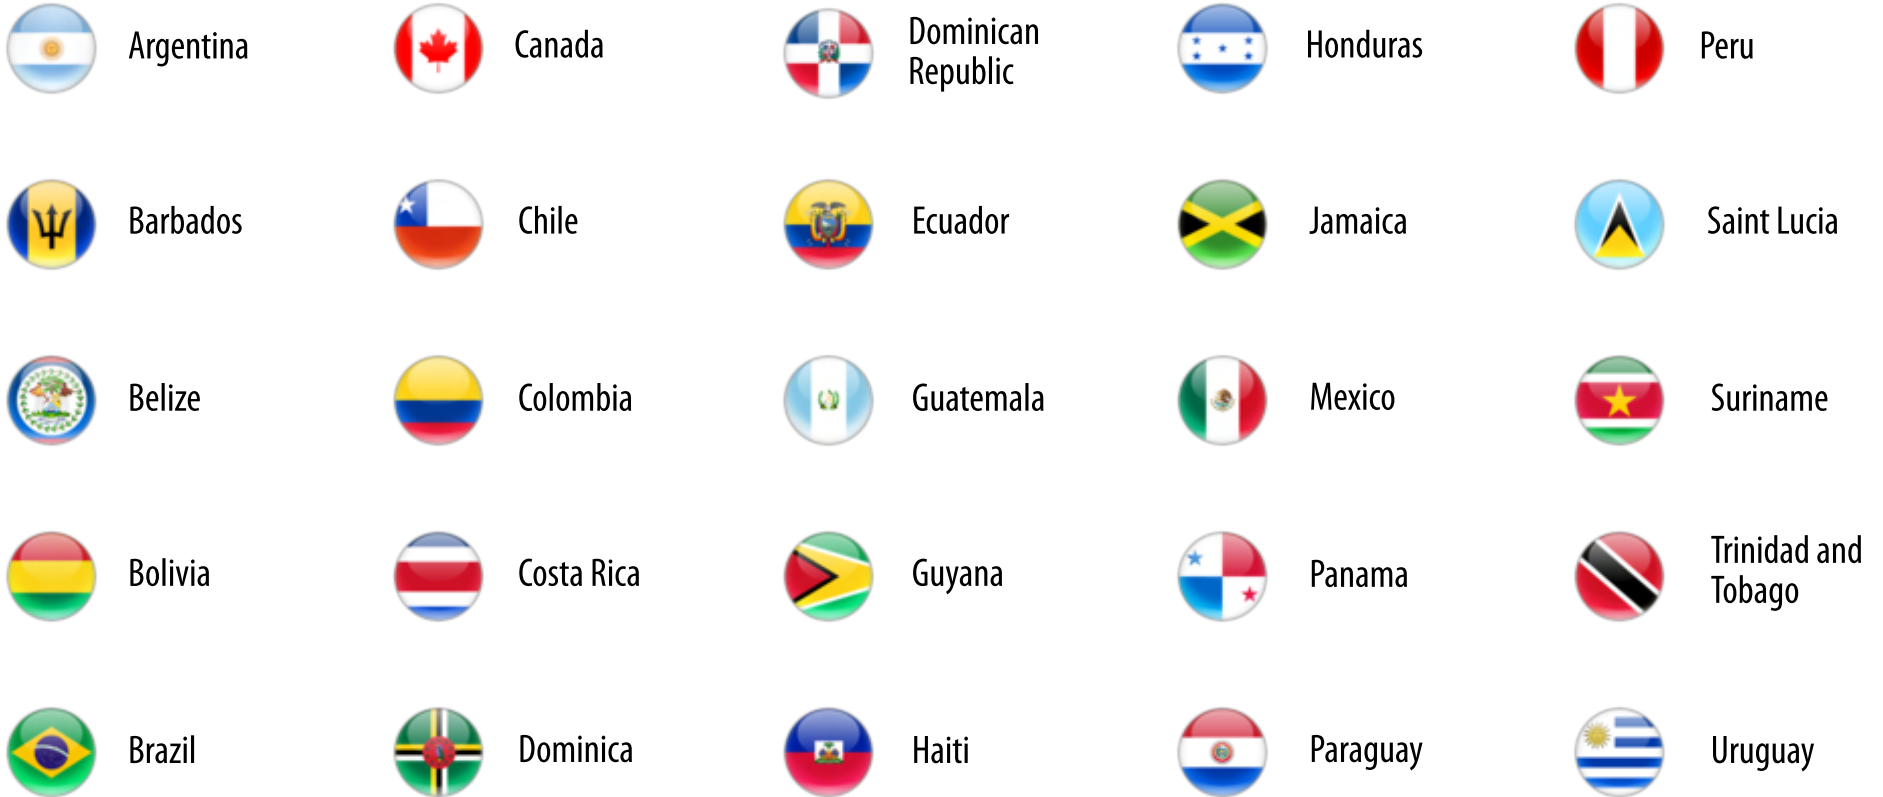 Argentina
Canada
Dominican
Republic
Honduras
Peru
Barbados
Chile
Ecuador
Jamaica
Saint Lucia
Belize
Colombia
Guatemala
Mexico
Suriname
Bolivia
Costa Rica
Guyana
Panama
Trinidad and
Tobago
Brazil
Dominica
Haiti
Paraguay
Uruguay